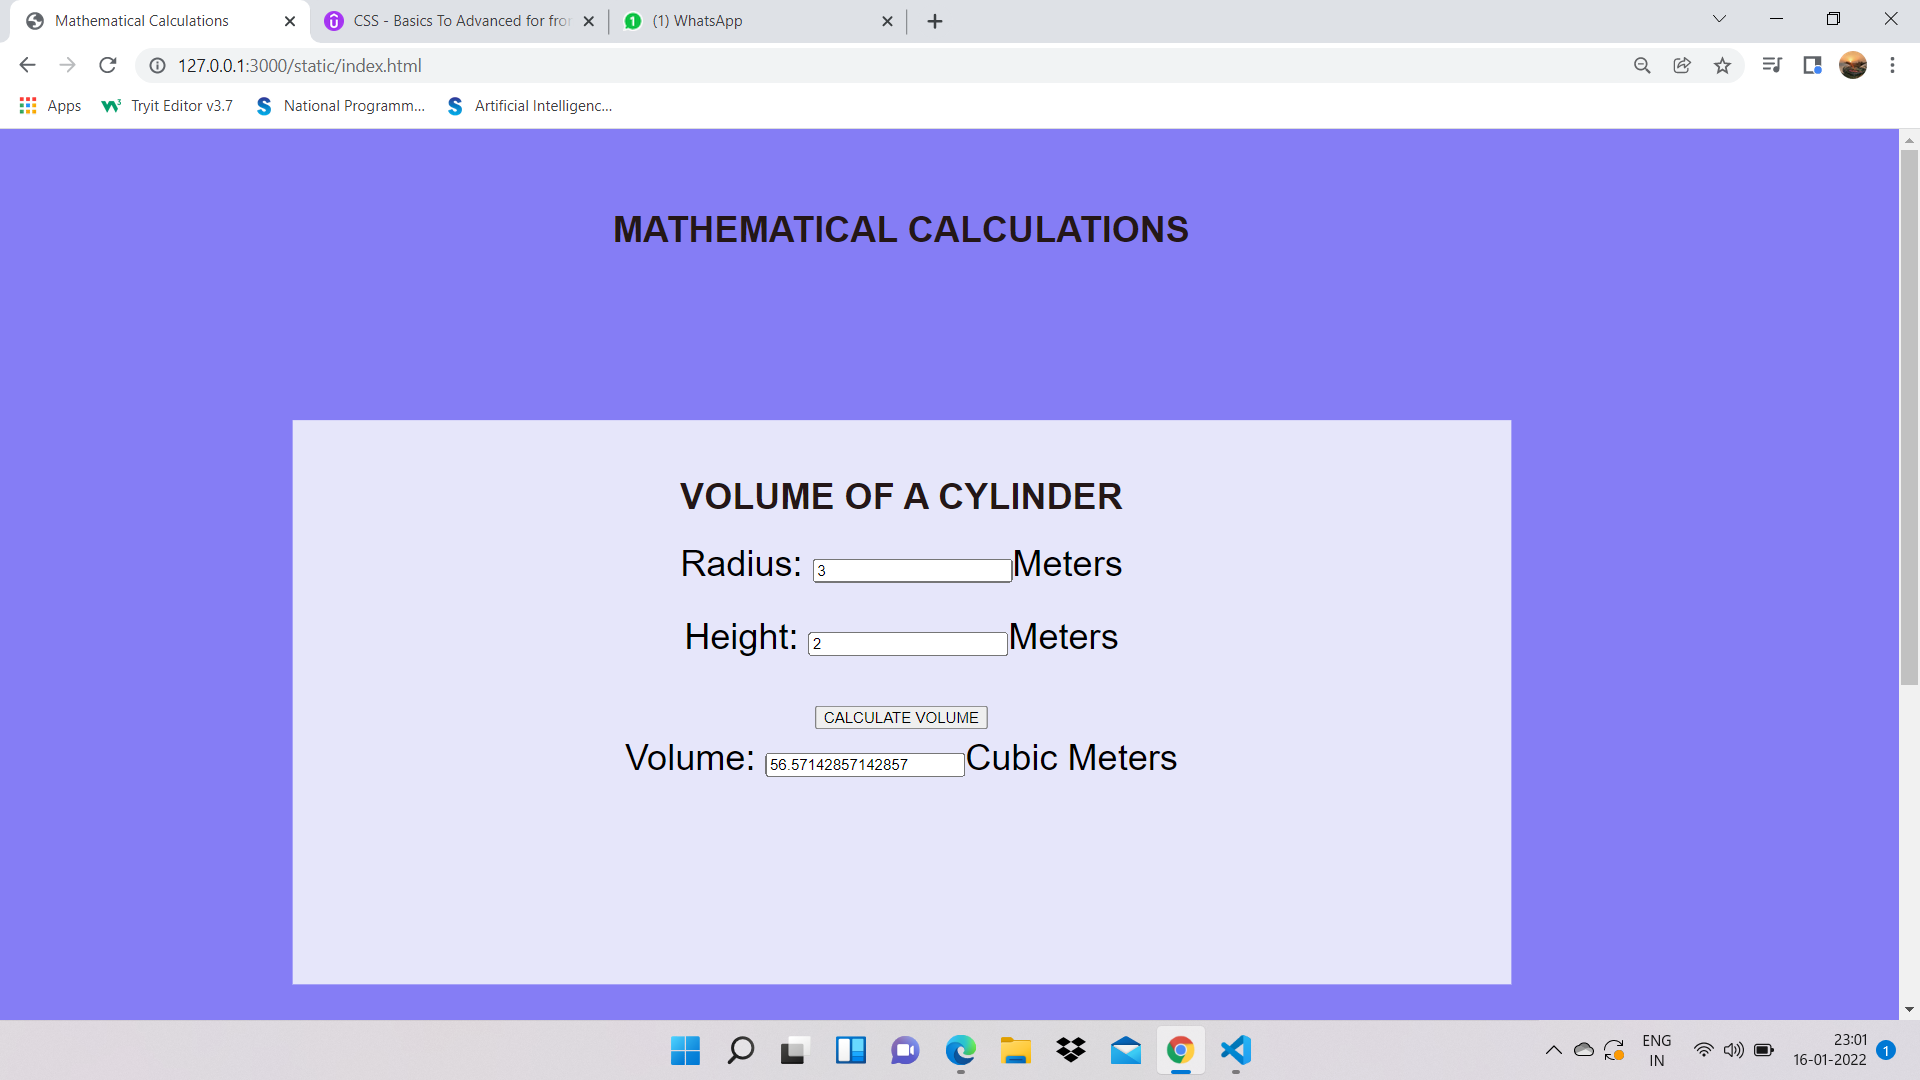 Mathematical Calculations
CSS - Basics To Advanced for fron
(1) WhatsApp
127.0.0.1:3000/static/index.html
Apps
Tryit Editor v3.7
National Programm...
Artificial Intelligenc...
MATHEMATICAL CALCULATIONS
VOLUME OF A CYLINDER
Radius: 3 Meters
Height: 2 Meters
CALCULATE VOLUME
Volume: 56.57142857142857 Cubic Meters
ENG
IN
23:01
16-01-2022
1